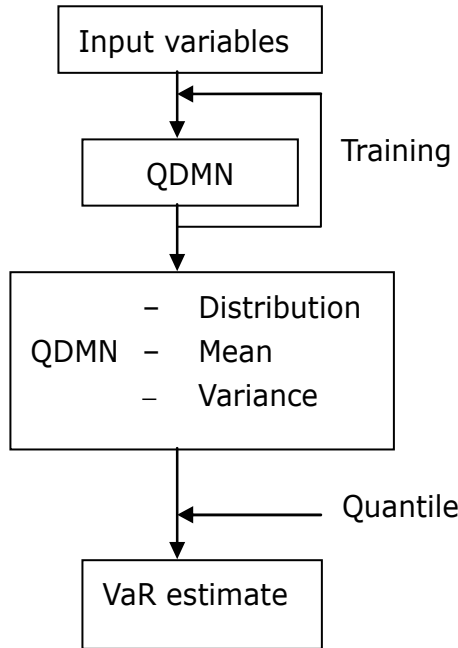 Input variables
Training
QDMN
– Distribution
QDMN – Mean
– Variance
Quantile
VaR estimate